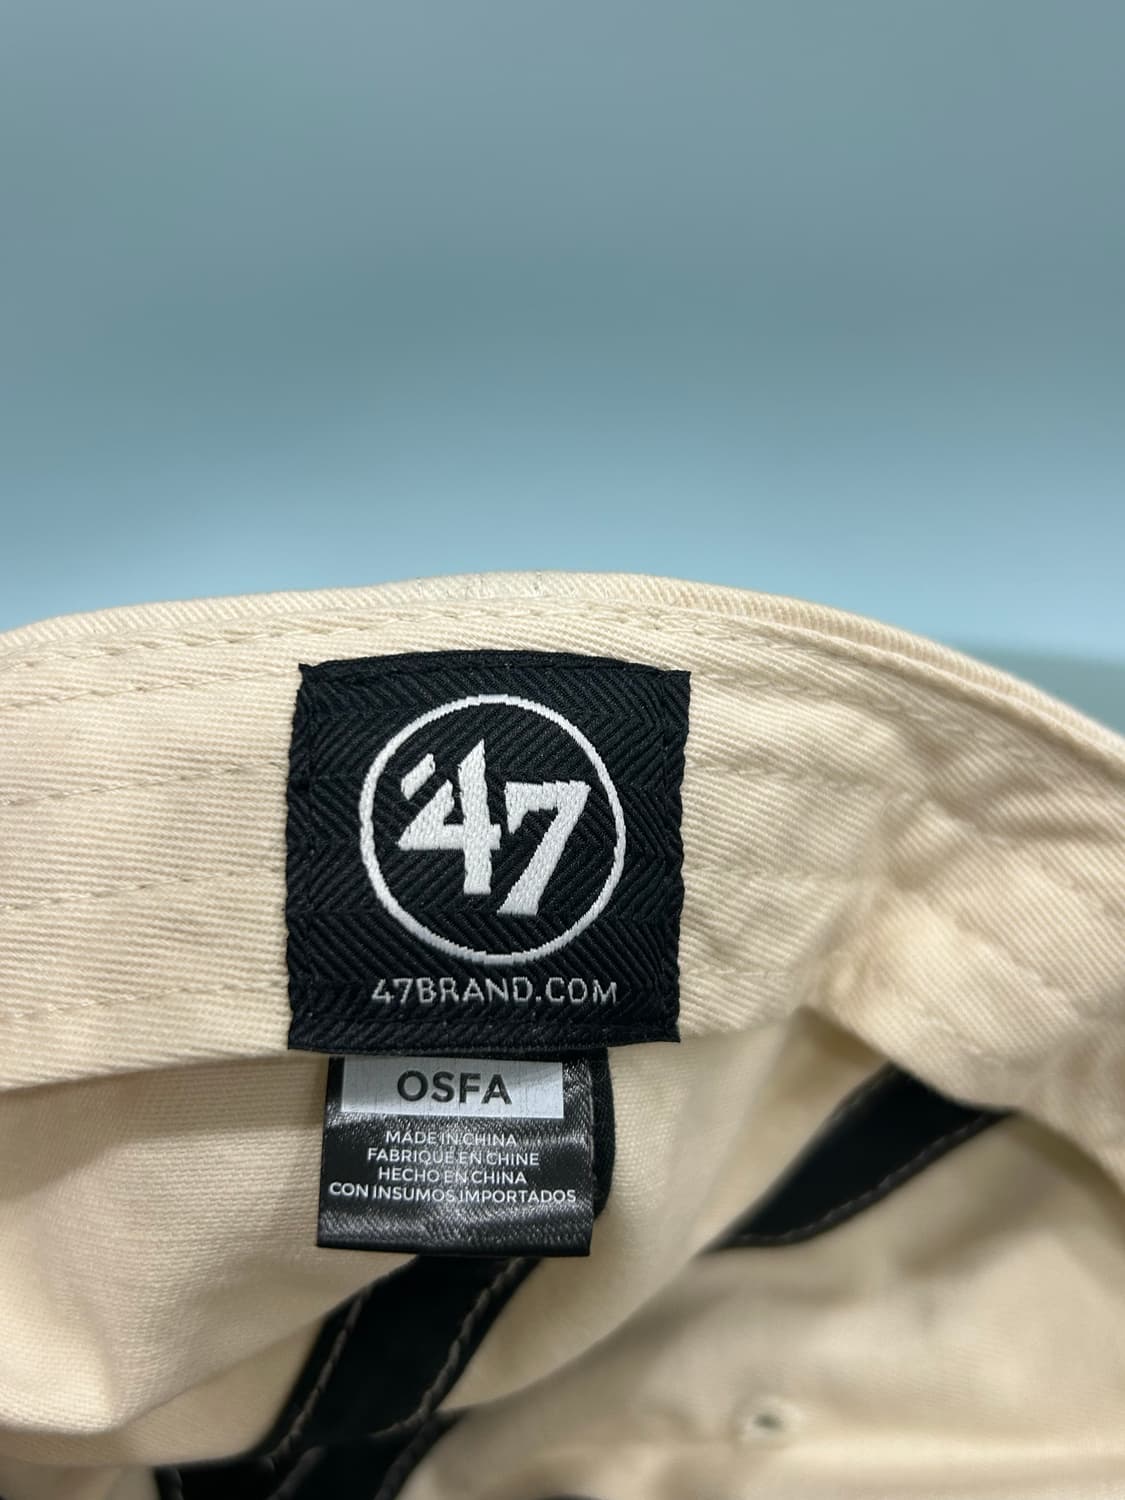 '47
47BRAND.COM
OSFA
MADE IN CHINA
FABRIQUE EN CHINE
HECHO EN CHINA
CON INSUMOS IMPORTADOS